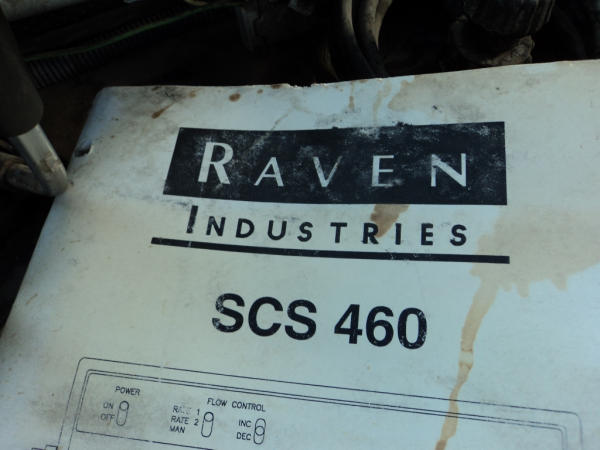 RAVEN
INDUSTRIES
SCS 460
POWER
FLOW CONTROL
ON
OFF
RATE 1
RATE 2
MAN
INC
DEC